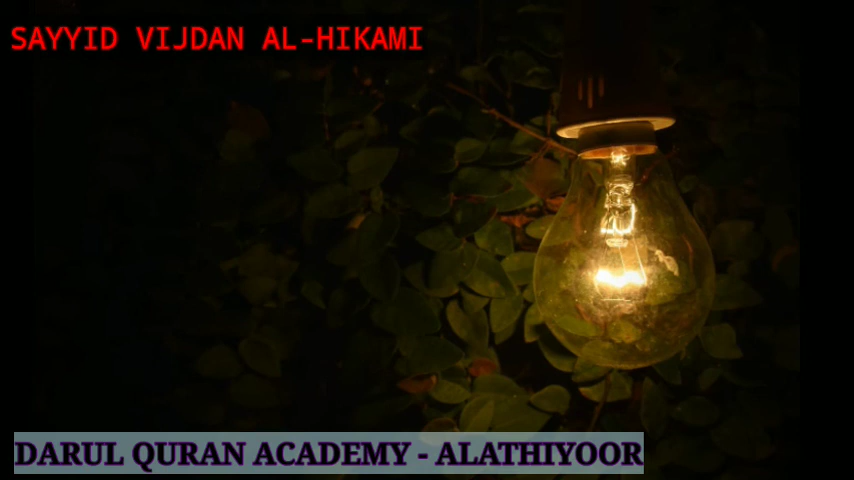 SAYYID VIJDAN AL-HIKAMI
DARUL QURAN ACADEMY - ALATHIYOOR